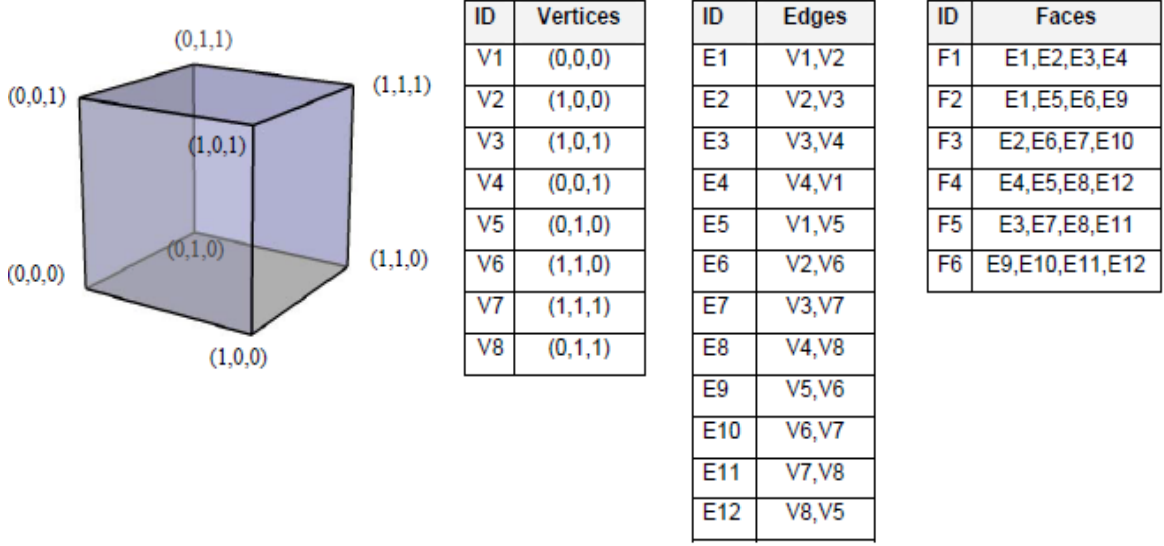 (0,1,1)
(0,0,1)
(1,1,1)
(1,0,1)
(0,1,0)
(0,0,0)
(1,1,0)
(1,0,0)
ID Vertices
V1 (0,0,0)
V2 (1,0,0)
V3 (1,0,1)
V4 (0,0,1)
V5 (0,1,0)
V6 (1,1,0)
V7 (1,1,1)
V8 (0,1,1)
ID Edges
E1 V1,V2
E2 V2,V3
E3 V3,V4
E4 V4,V1
E5 V1,V5
E6 V2,V6
E7 V3,V7
E8 V4,V8
E9 V5,V6
E10 V6,V7
E11 V7,V8
E12 V8,V5
ID Faces
F1 E1,E2,E3,E4
F2 E1,E5,E6,E9
F3 E2,E6,E7,E10
F4 E4,E5,E8,E12
F5 E3,E7,E8,E11
F6 E9,E10,E11,E12